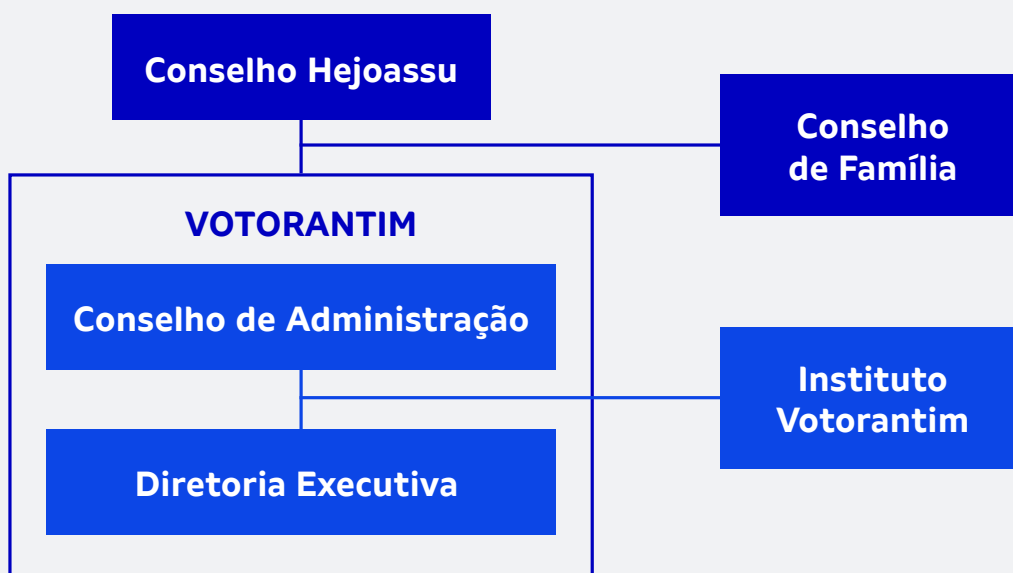 Conselho Hejoassu
Conselho
de Família
VOTORANTIM
Conselho de Administração
Instituto
Votorantim
Diretoria Executiva